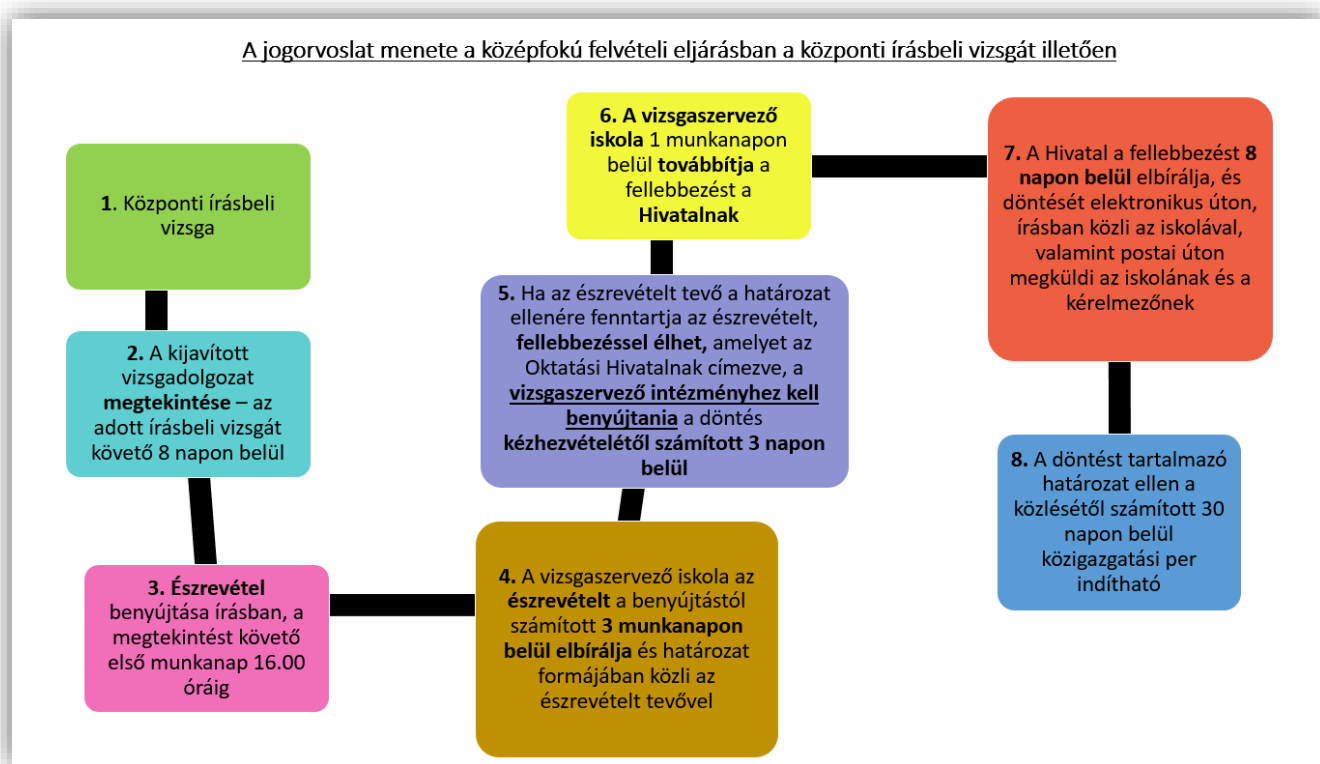 A jogorvoslat menete a középfokú felvételi eljárásban a központi írásbeli vizsgát illetően
1. Központi írásbeli
vizsga
2. A kijavított
vizsgadolgozat
megtekintése – az
adott írásbeli vizsgát
követő 8 napon belül
3. Észrevétel
benyújtása írásban, a
megtekintést követő
első munkanap 16.00
óráig
4. A vizsgaszervező iskola az
észrevételt a benyújtástól
számított 3 munkanapon
belül elbírálja és határozat
formájában közli az
észrevételt tevővel
5. Ha az észrevételt tevő a határozat
ellenére fenntartja az észrevételt,
fellebbezéssel élhet, amelyet az
Oktatási Hivatalnak címezve, a
vizsgaszervező intézményhez kell
benyújtania a döntés
kézhezvételétől számított 3 napon
belül
6. A vizsgaszervező
iskola 1 munkanapon
belül továbbítja a
fellebbezést a
Hivatalnak
7. A Hivatal a fellebbezést 8
napon belül elbírálja, és
döntését elektronikus úton,
írásban közli az iskolával,
valamint postai úton
megküldi az iskolának és a
kérelmezőnek
8. A döntést tartalmazó
határozat ellen a
közlésétől számított 30
napon belül
közigazgatási per
indítható